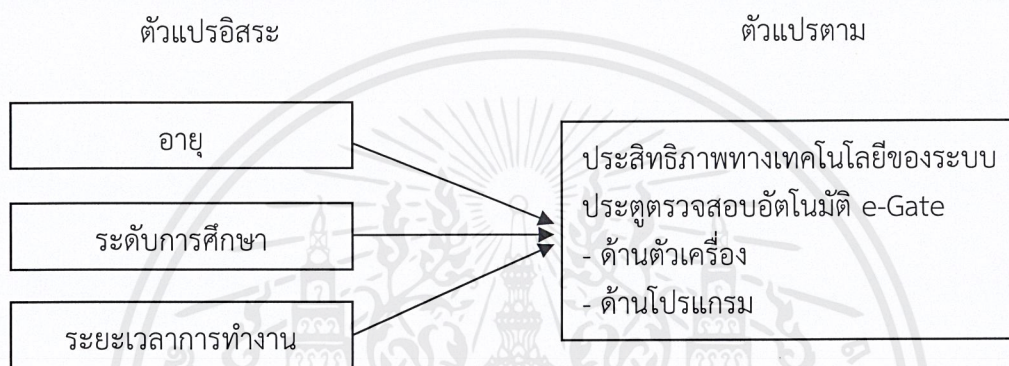 ตัวแปรอิสระ
ตัวแปรตาม
อายุ
ระดับการศึกษา
ระยะเวลาการทำงาน
ประสิทธิภาพทางเทคโนโลยีของระบบ
ประตูตรวจสอบอัตโนมัติ e-Gate
- ด้านตัวเครื่อง
- ด้านโปรแกรม